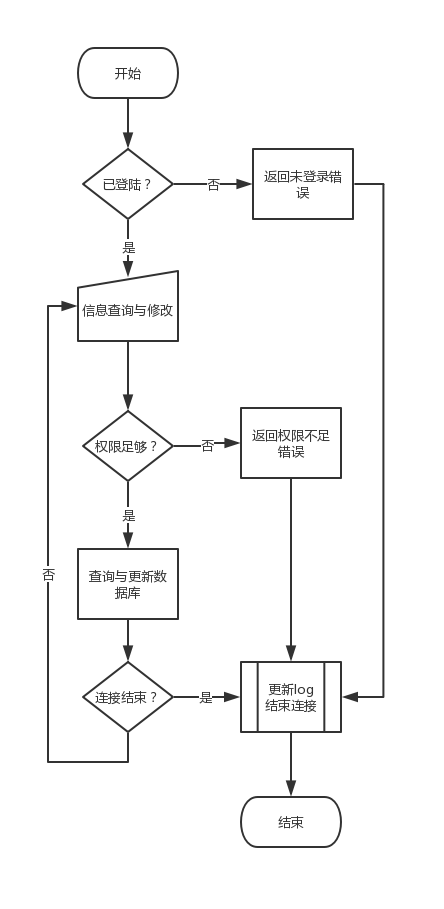 开始
已登陆？
否
返回未登录错
误
是
信息查询与修改
权限足够？
否
返回权限不足
错误
是
否
查询与更新数
据库
连接结束？
是
更新log
结束连接
结束